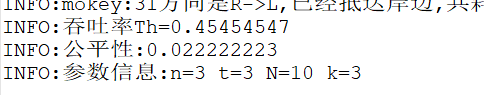 INFO:mokey:31方向是R->L,已经抵达岸边,共耗
INFO:吞吐率Th=0.45454547
INFO:公平性:0.022222223
INFO:参数信息:n=3 t=3 N=10 k=3